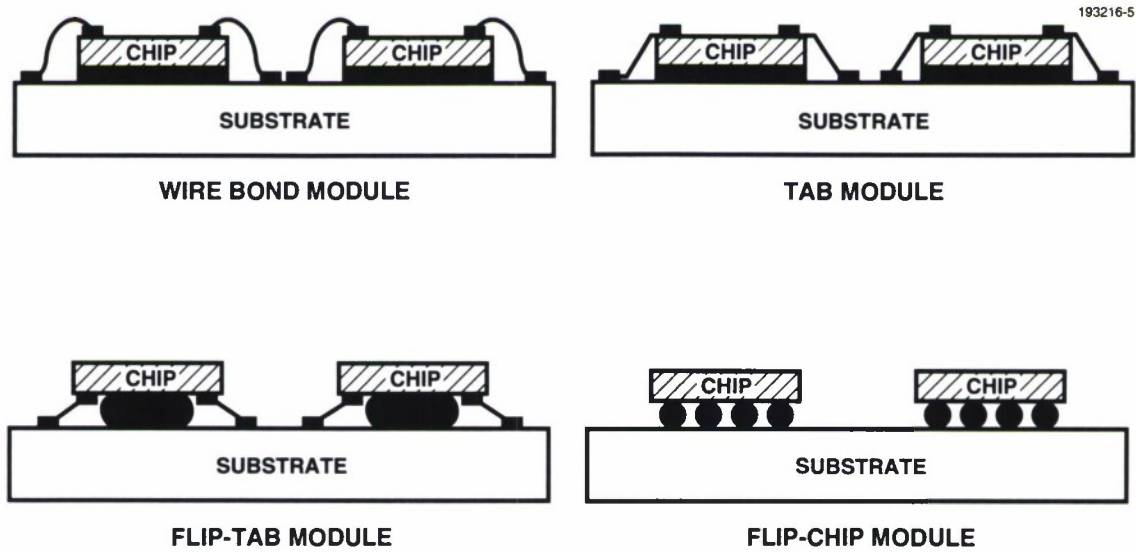 193216-5
CHIP CHIP CHIP CHIP
SUBSTRATE SUBSTRATE
WIRE BOND MODULE TAB MODULE
CHIP CHIP CHIP CHIP
SUBSTRATE SUBSTRATE
FLIP-TAB MODULE FLIP-CHIP MODULE